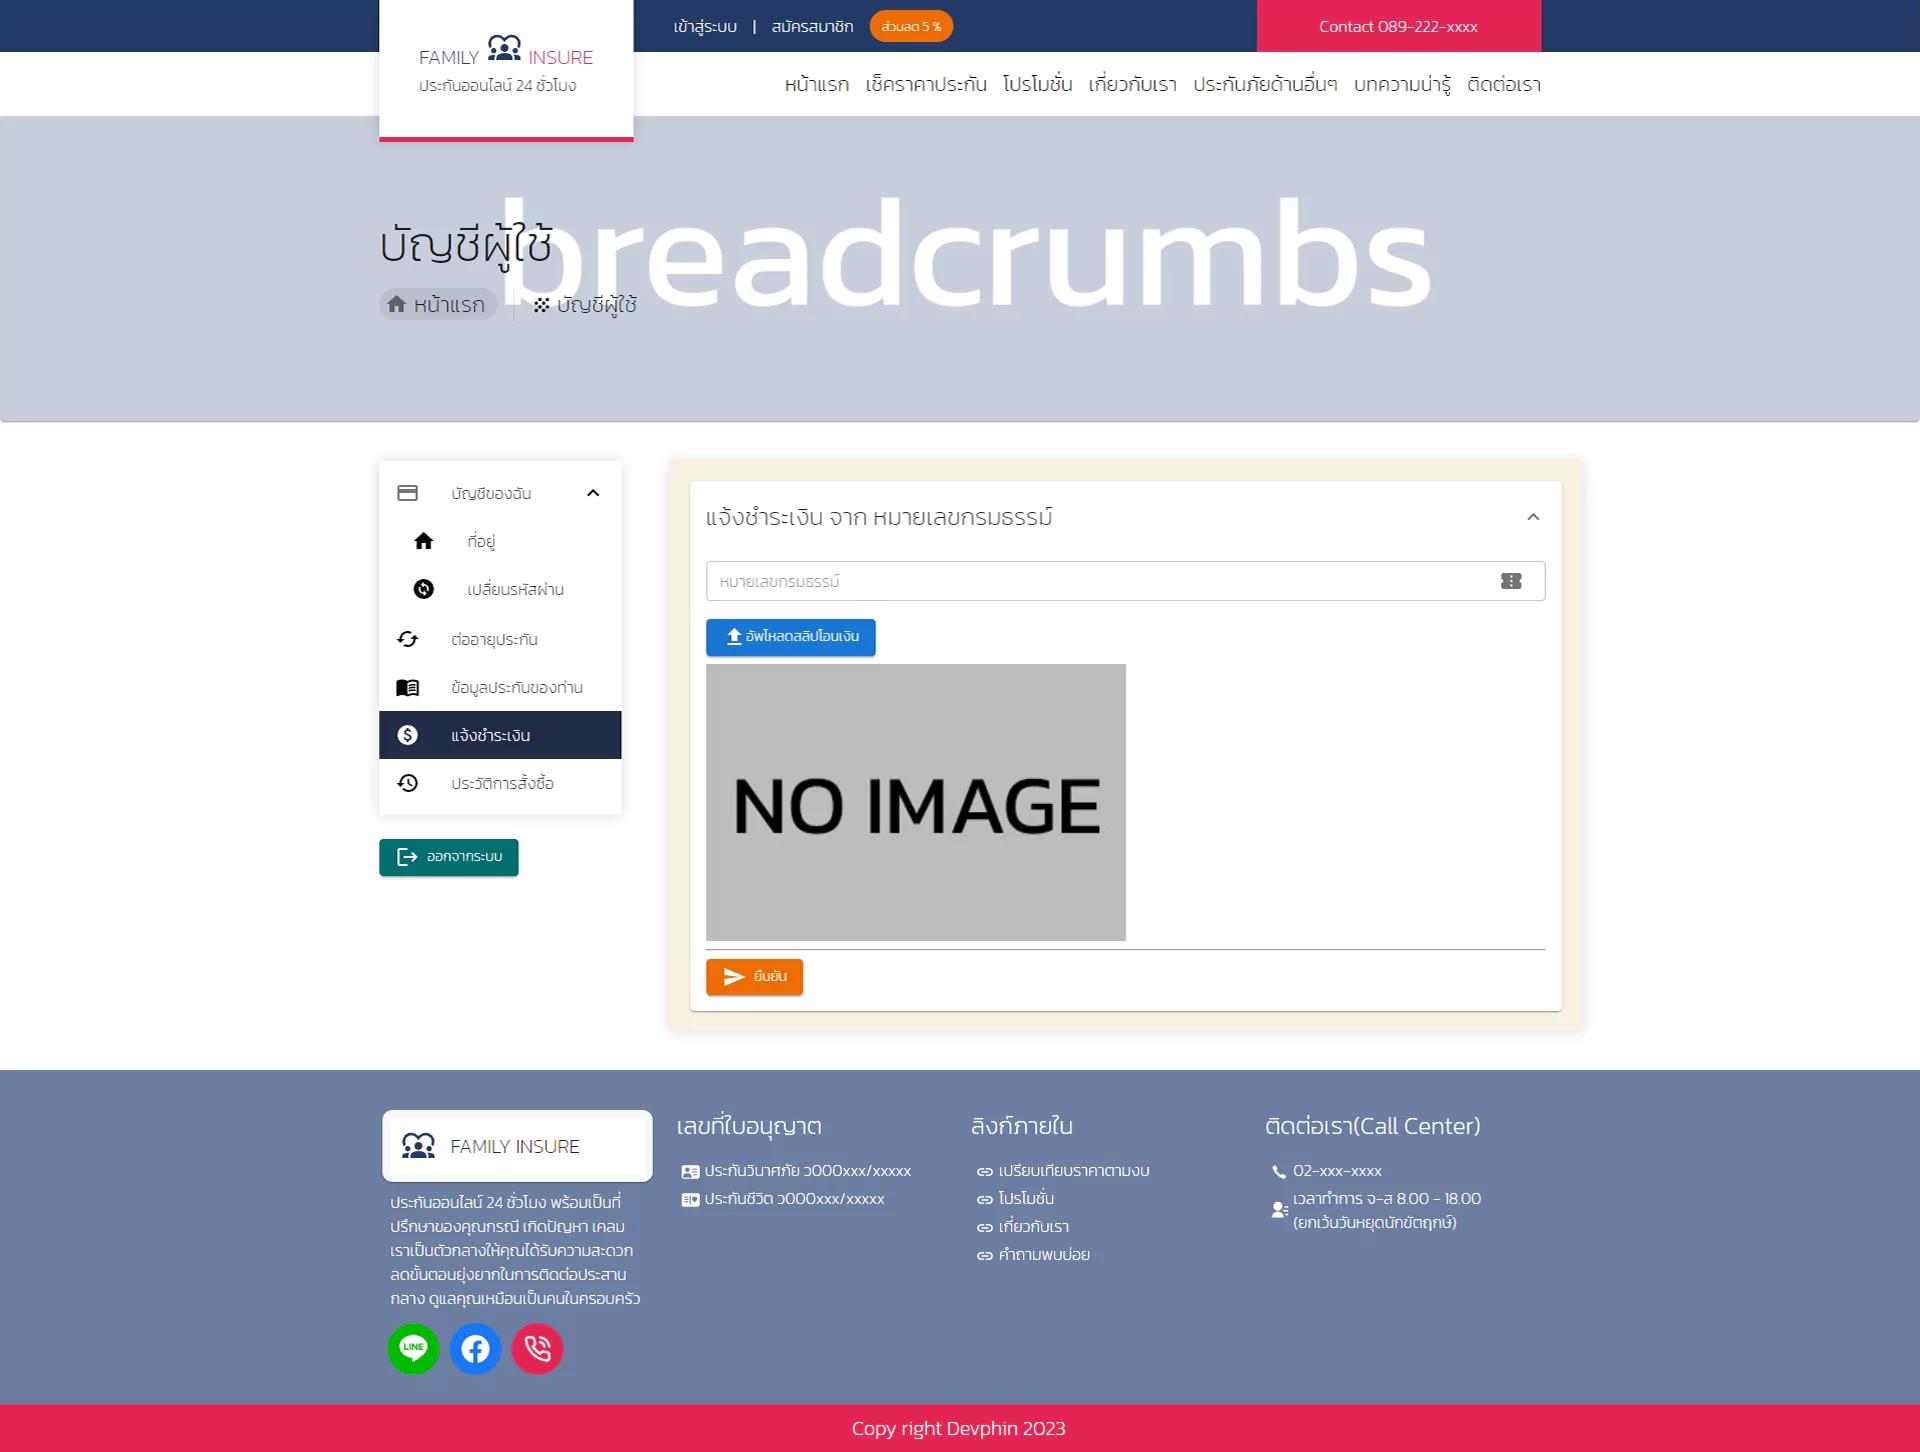 เข้าสู่ระบบ | สมัครสมาชิก ส่วนลด 5 %
Contact 089-222-xxxx
FAMILY INSURE
ประกันออนไลน์ 24 ชั่วโมง
หน้าแรก เช็คราคาประกัน โปรโมชั่น เกี่ยวกับเรา ประกันภัยด้านอื่นๆ บทความน่ารู้ ติดต่อเรา
breadcrumbs
บัญชีผู้ใช้
หน้าแรก บัญชีผู้ใช้
บัญชีของฉัน
ที่อยู่
เปลี่ยนรหัสผ่าน
ต่ออายุประกัน
ข้อมูลประกันของท่าน
แจ้งชำระเงิน
ประวัติการสั่งซื้อ
ออกจากระบบ
แจ้งชำระเงิน จาก หมายเลขกรมธรรม์
หมายเลขกรมธรรม์
อัพโหลดสลิปโอนเงิน
NO IMAGE
ยืนยัน
FAMILY INSURE
ประกันออนไลน์ 24 ชั่วโมง พร้อมเป็นที่
ปรึกษาของคุณกรณี เกิดปัญหา เคลม
เราเป็นตัวกลางให้คุณได้รับความสะดวก
ลดขั้นตอนยุ่งยากในการติดต่อประสาน
กลาง ดูแลคุณเหมือนเป็นคนในครอบครัว
LINE
เลขที่ใบอนุญาต
ประกันวินาศภัย ว000xxx/xxxxx
ประกันชีวิต ว000xxx/xxxxx
ลิงก์ภายใน
เปรียบเทียบราคาตามงบ
โปรโมชั่น
เกี่ยวกับเรา
คำถามพบบ่อย
ติดต่อเรา(Call Center)
02-xxx-xxxx
เวลาทำการ จ-ส 8.00 - 18.00
(ยกเว้นวันหยุดนักขัตฤกษ์)
Copy right Devphin 2023